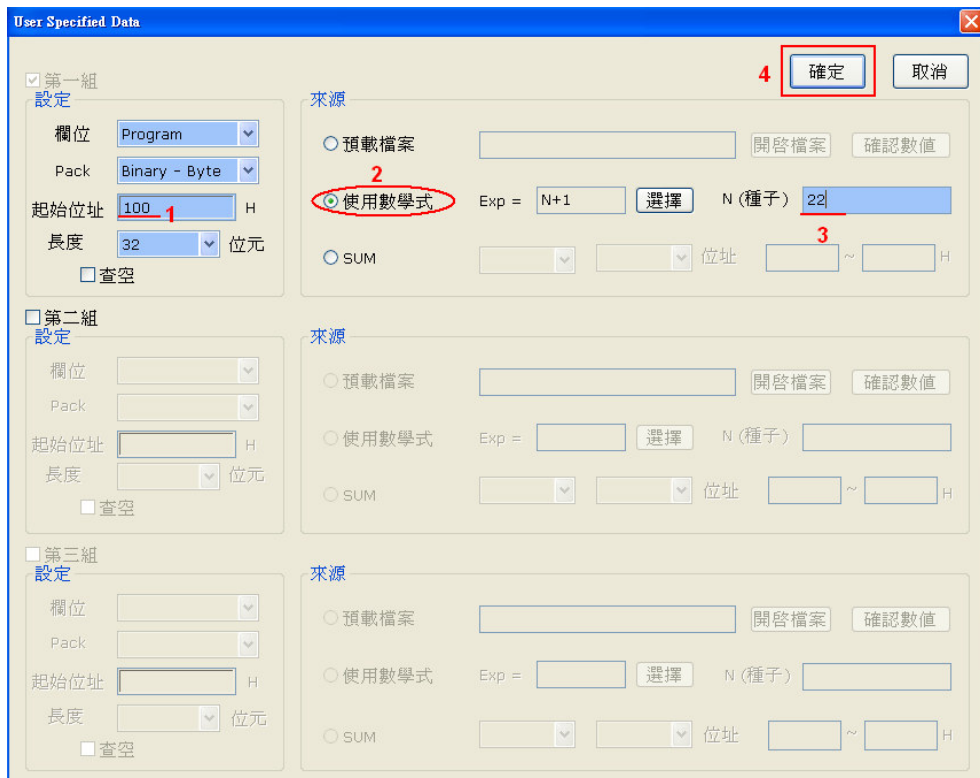 User Specified Data
4 確定 取消
第一組
設定
欄位 Program
Pack Binary - Byte
起始位址 100 1 H
長度 32 位元
查空
來源
預載檔案 開啓檔案 確認數值
2
使用數學式 Exp = N+1 選擇 N (種子) 22
3
SUM 位址 ~ H
第二組
設定
欄位
Pack
起始位址 H
長度 位元
查空
來源
預載檔案 開啓檔案 確認數值
使用數學式 Exp = 選擇 N (種子)
SUM 位址 ~ H
第三組
設定
欄位
Pack
起始位址 H
長度 位元
查空
來源
預載檔案 開啓檔案 確認數值
使用數學式 Exp = 選擇 N (種子)
SUM 位址 ~ H